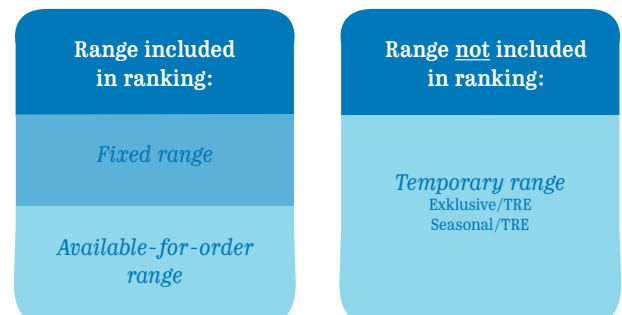 Range included
in ranking:
Fixed range
Available-for-order
range
Range not included
in ranking:
Temporary range
Exklusive/TRE
Seasonal/TRE